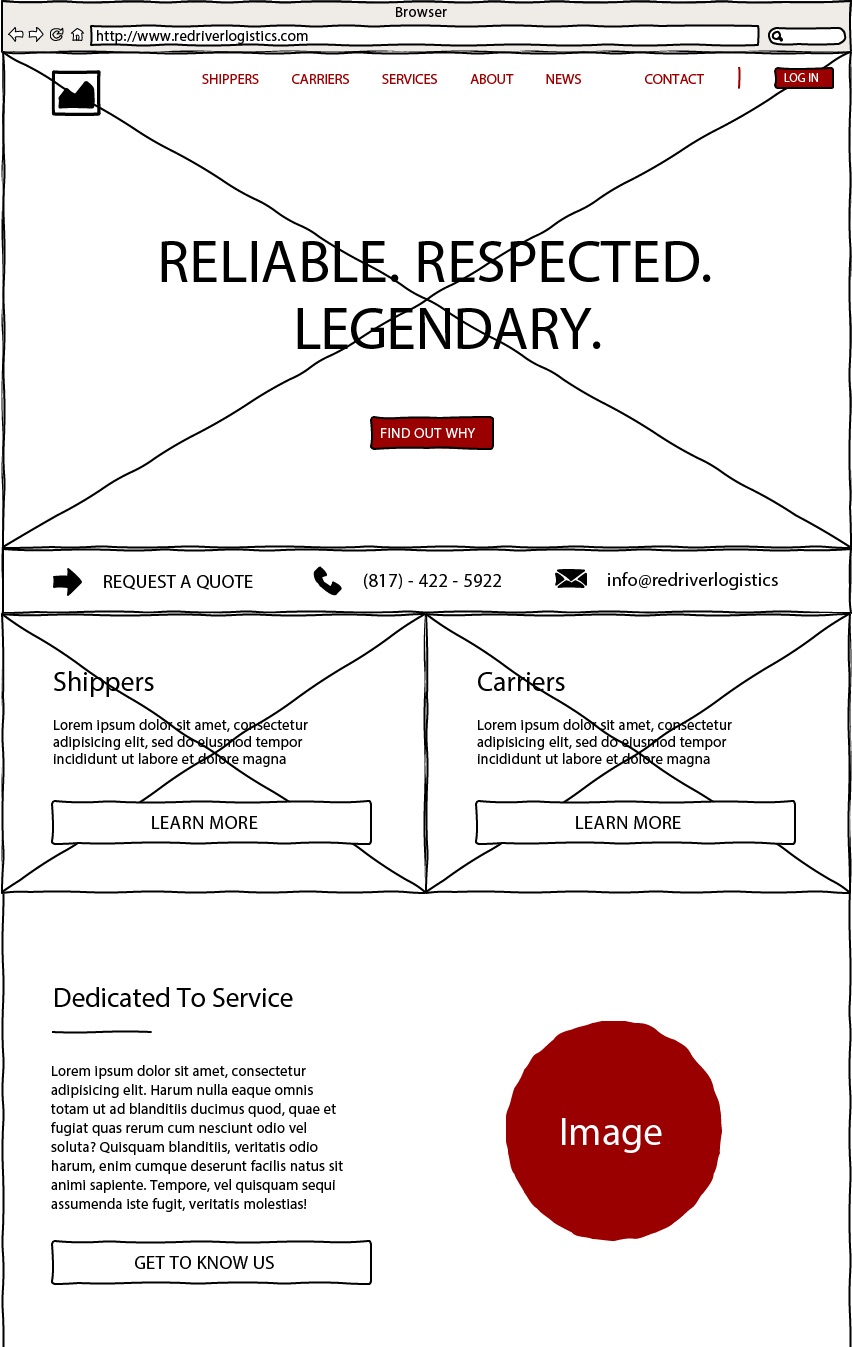 Browser
http://www.redriverlogistics.com
SHIPPERS CARRIERS SERVICES ABOUT NEWS CONTACT LOG IN
RELIABLE. RESPECTED.
LEGENDARY.
FIND OUT WHY
REQUEST A QUOTE (817) - 422 - 5922 info@redriverlogistics
Shippers
Lorem ipsum dolor sit amet, consectetur
adipisicing elit, sed do eiusmod tempor
incididunt ut labore et dolore magna
LEARN MORE
Carriers
Lorem ipsum dolor sit amet, consectetur
adipisicing elit, sed do eiusmod tempor
incididunt ut labore et dolore magna
LEARN MORE
Dedicated To Service
Lorem ipsum dolor sit amet, consectetur
adipisicing elit. Harum nulla eaque omnis
totam ut ad blanditiis ducimus quod, quae et
fugiat quas rerum cum nesciunt odio vel
soluta? Quisquam blanditiis, veritatis odio
harum, enim cumque deserunt facilis natus sit
animi sapiente. Tempore, vel quisquam sequi
assumenda iste fugit, veritatis molestias!
GET TO KNOW US
Image